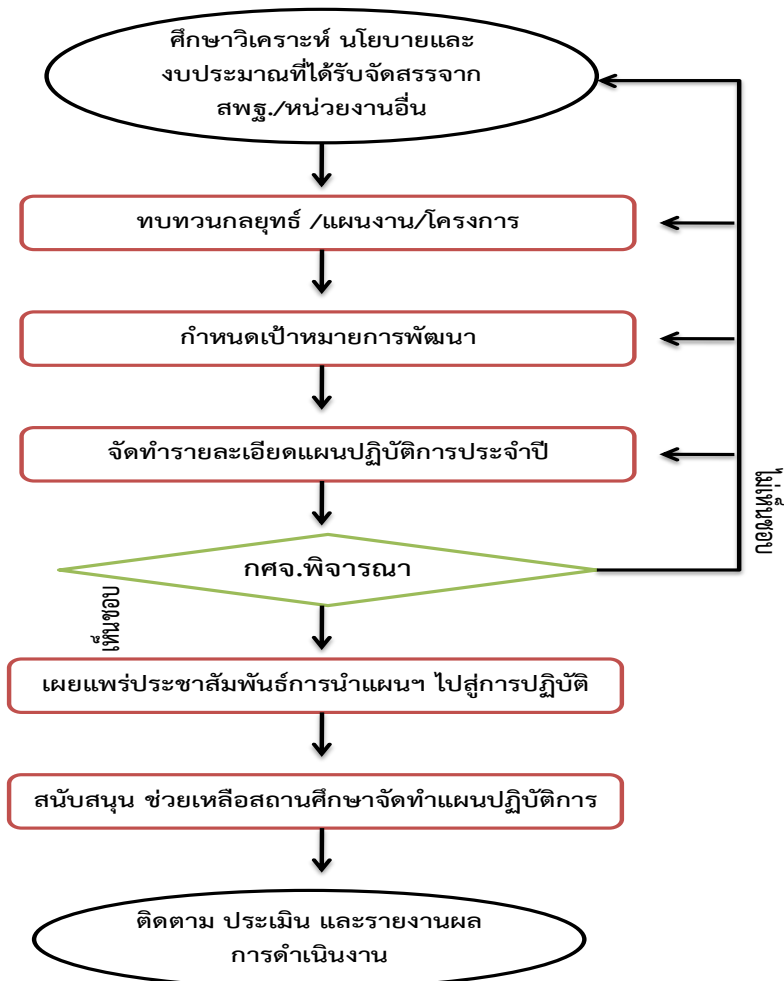 ศึกษาวิเคราะห์ นโยบายและ
งบประมาณที่ได้รับจัดสรรจาก
สพฐ./หน่วยงานอื่น
ทบทวนกลยุทธ์ /แผนงาน/โครงการ
กำหนดเป้าหมายการพัฒนา
จัดทำรายละเอียดแผนปฏิบัติการประจำปี
ไม่เห็นชอบ
กศจ.พิจารณา
เห็นชอบ
เผยแพร่ประชาสัมพันธ์การนำแผนฯ ไปสู่การปฏิบัติ
สนับสนุน ช่วยเหลือสถานศึกษาจัดทำแผนปฏิบัติการ
ติดตาม ประเมิน และรายงานผล
การดำเนินงาน